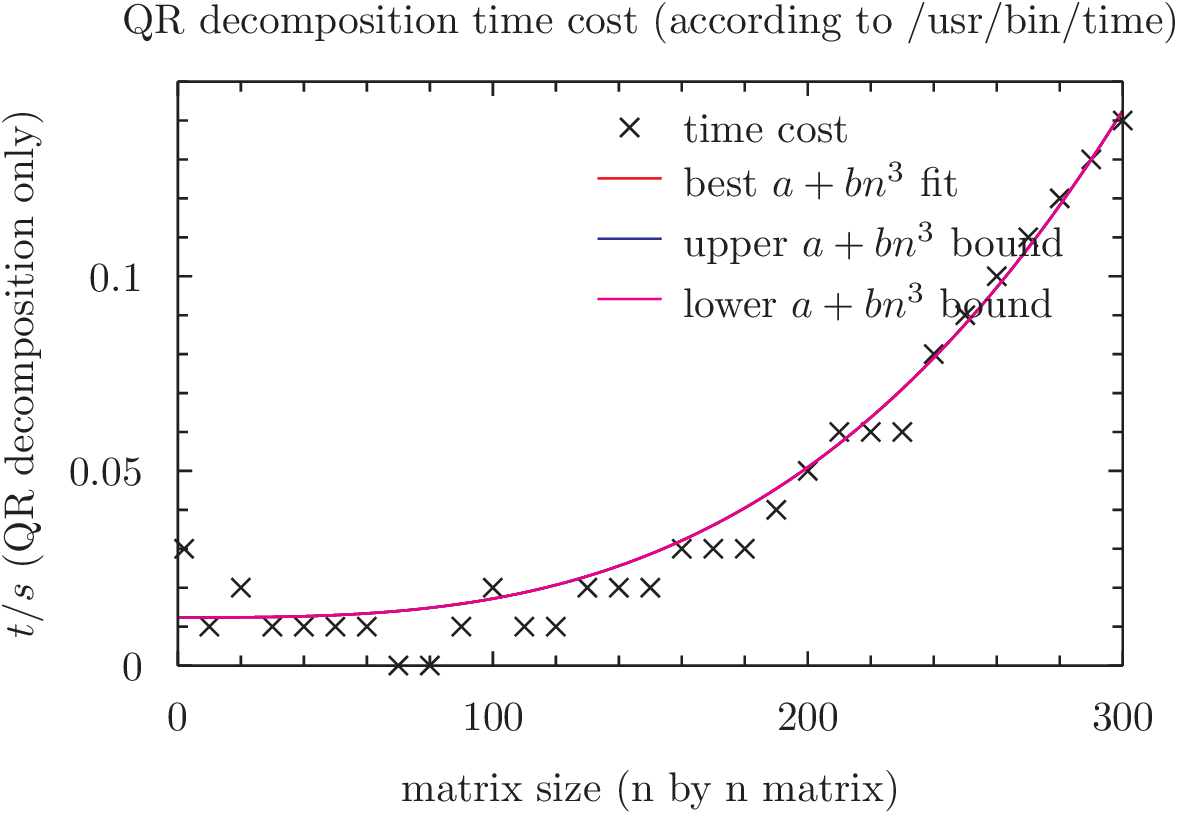 QR decomposition time cost (according to /usr/bin/time)
time cost
best a + bn³ fit
upper a + bn³ bound
lower a + bn³ bound
t/s (QR decomposition only)
0.1
0.05
0
0 100 200 300
matrix size (n by n matrix)